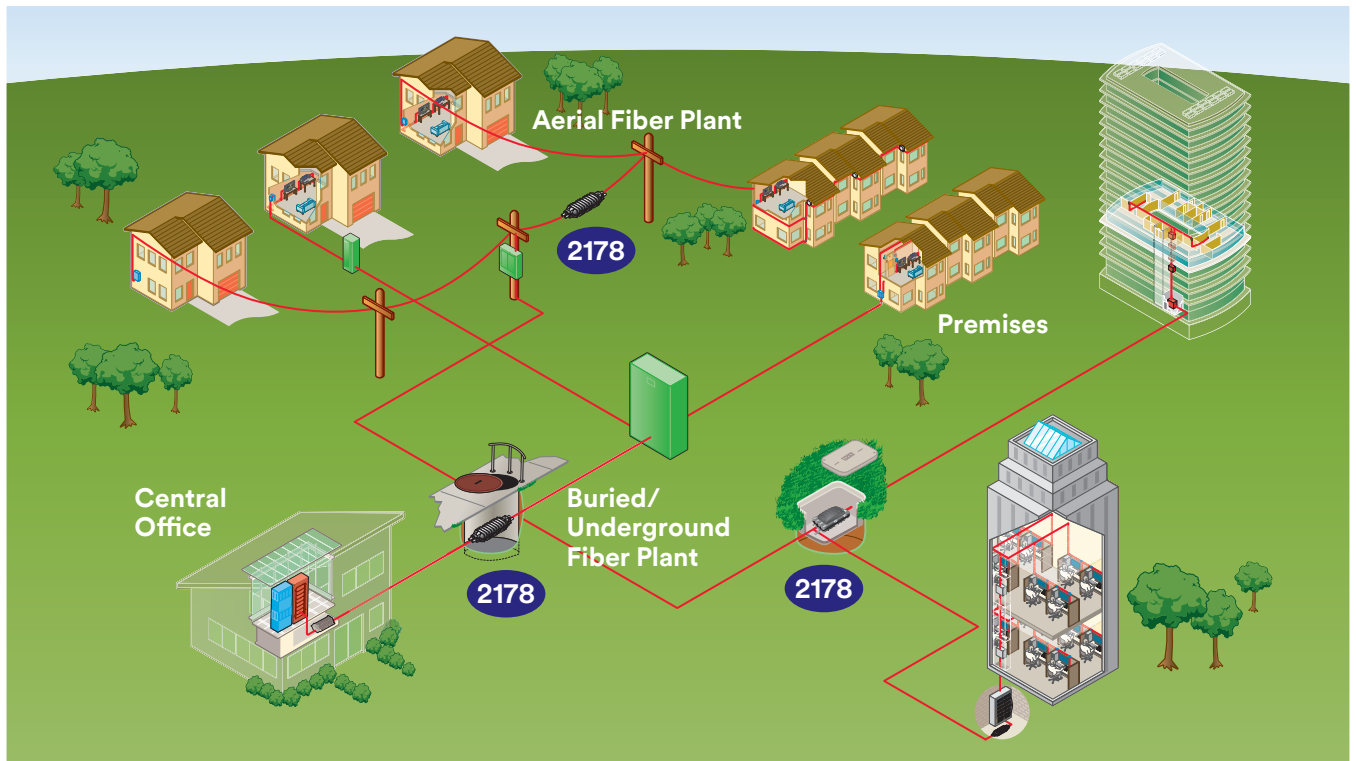 Aerial Fiber Plant
2178
Premises
Central
Office
Buried/
Underground
Fiber Plant
2178
2178